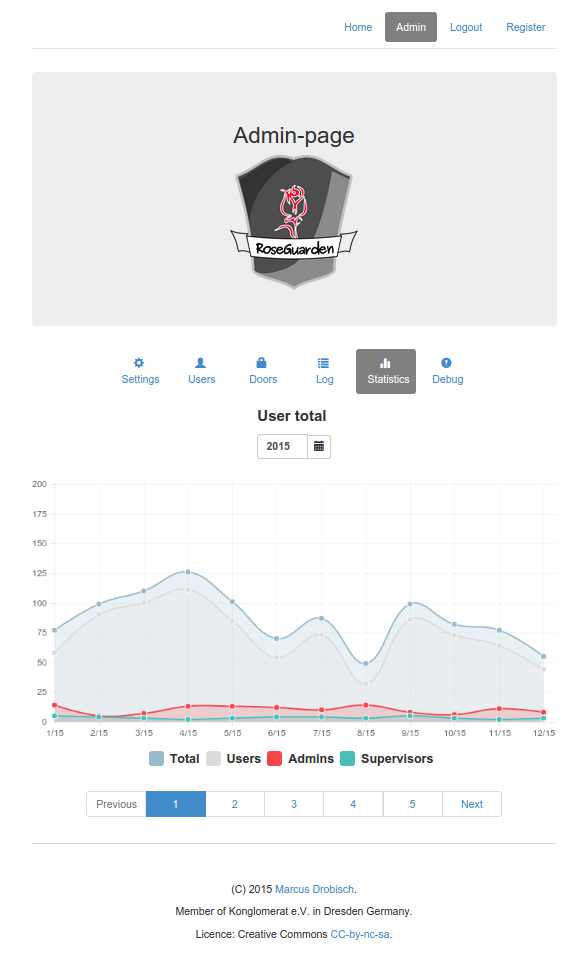 Home Admin Logout Register
Admin-page
RoseGuarden
Settings Users Doors Log Statistics Debug
User total
2015
200
175
150
125
100
75
50
25
0
1/15 2/15 3/15 4/15 5/15 6/15 7/15 8/15 9/15 10/15 11/15 12/15
Total Users Admins Supervisors
Previous 1 2 3 4 5 Next
(C) 2015 Marcus Drobisch.
Member of Konglomerat e.V. in Dresden Germany.
Licence: Creative Commons CC-by-nc-sa.